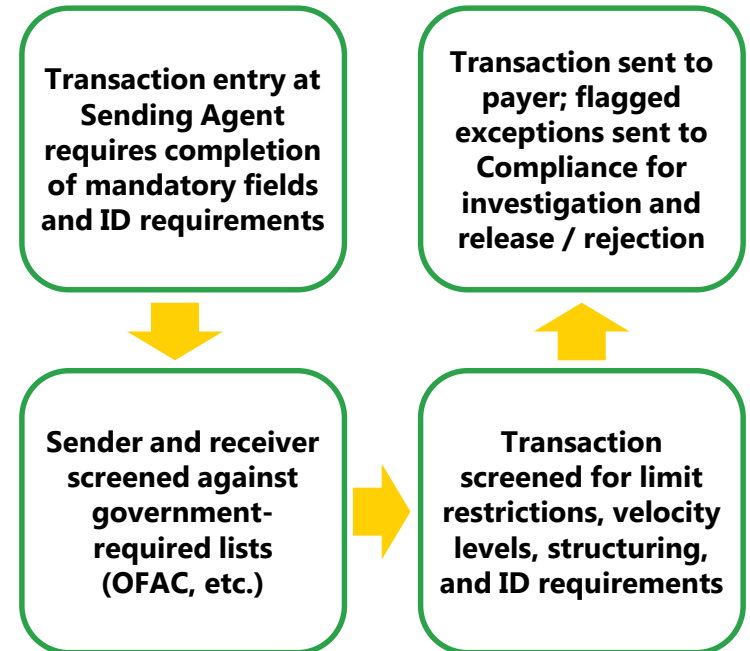 Transaction entry at
Sending Agent
requires completion
of mandatory fields
and ID requirements
Sender and receiver
screened against
government-
required lists
(OFAC, etc.)
Transaction
screened for limit
restrictions, velocity
levels, structuring,
and ID requirements
Transaction sent to
payer; flagged
exceptions sent to
Compliance for
investigation and
release / rejection